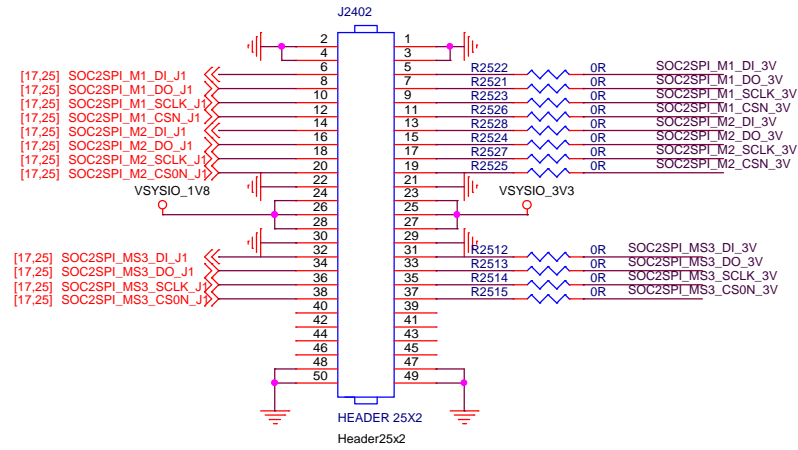 J2402
2 1
4 3
[17,25] SOC2SPI_M1_DI_J1 6 5 R2522 0R SOC2SPI_M1_DI_3V
[17,25] SOC2SPI_M1_DO_J1 8 7 R2521 0R SOC2SPI_M1_DO_3V
[17,25] SOC2SPI_M1_SCLK_J1 10 9 R2523 0R SOC2SPI_M1_SCLK_3V
[17,25] SOC2SPI_M1_CSN_J1 12 11 R2526 0R SOC2SPI_M1_CSN_3V
[17,25] SOC2SPI_M2_DI_J1 14 13 R2528 0R SOC2SPI_M2_DI_3V
[17,25] SOC2SPI_M2_DO_J1 16 15 R2524 0R SOC2SPI_M2_DO_3V
[17,25] SOC2SPI_M2_SCLK_J1 18 17 R2527 0R SOC2SPI_M2_SCLK_3V
[17,25] SOC2SPI_M2_CS0N_J1 20 19 R2525 0R SOC2SPI_M2_CSN_3V
22 21
VSYSIO_1V8 24 23 VSYSIO_3V3
26 25
28 27
30 29
[17,25] SOC2SPI_MS3_DI_J1 32 31 R2512 0R SOC2SPI_MS3_DI_3V
[17,25] SOC2SPI_MS3_DO_J1 34 33 R2513 0R SOC2SPI_MS3_DO_3V
[17,25] SOC2SPI_MS3_SCLK_J1 36 35 R2514 0R SOC2SPI_MS3_SCLK_3V
[17,25] SOC2SPI_MS3_CS0N_J1 38 37 R2515 0R SOC2SPI_MS3_CS0N_3V
40 39
42 41
44 43
46 45
48 47
50 49
HEADER 25X2
Header25x2